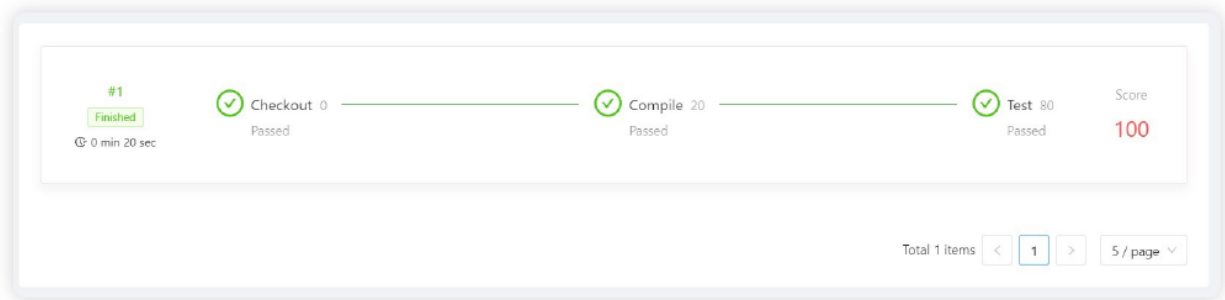 #1
Finished
0 min 20 sec
Checkout 0
Passed
Compile 20
Passed
Test 80
Passed
Score
100
Total 1 items < 1 > 5 / page